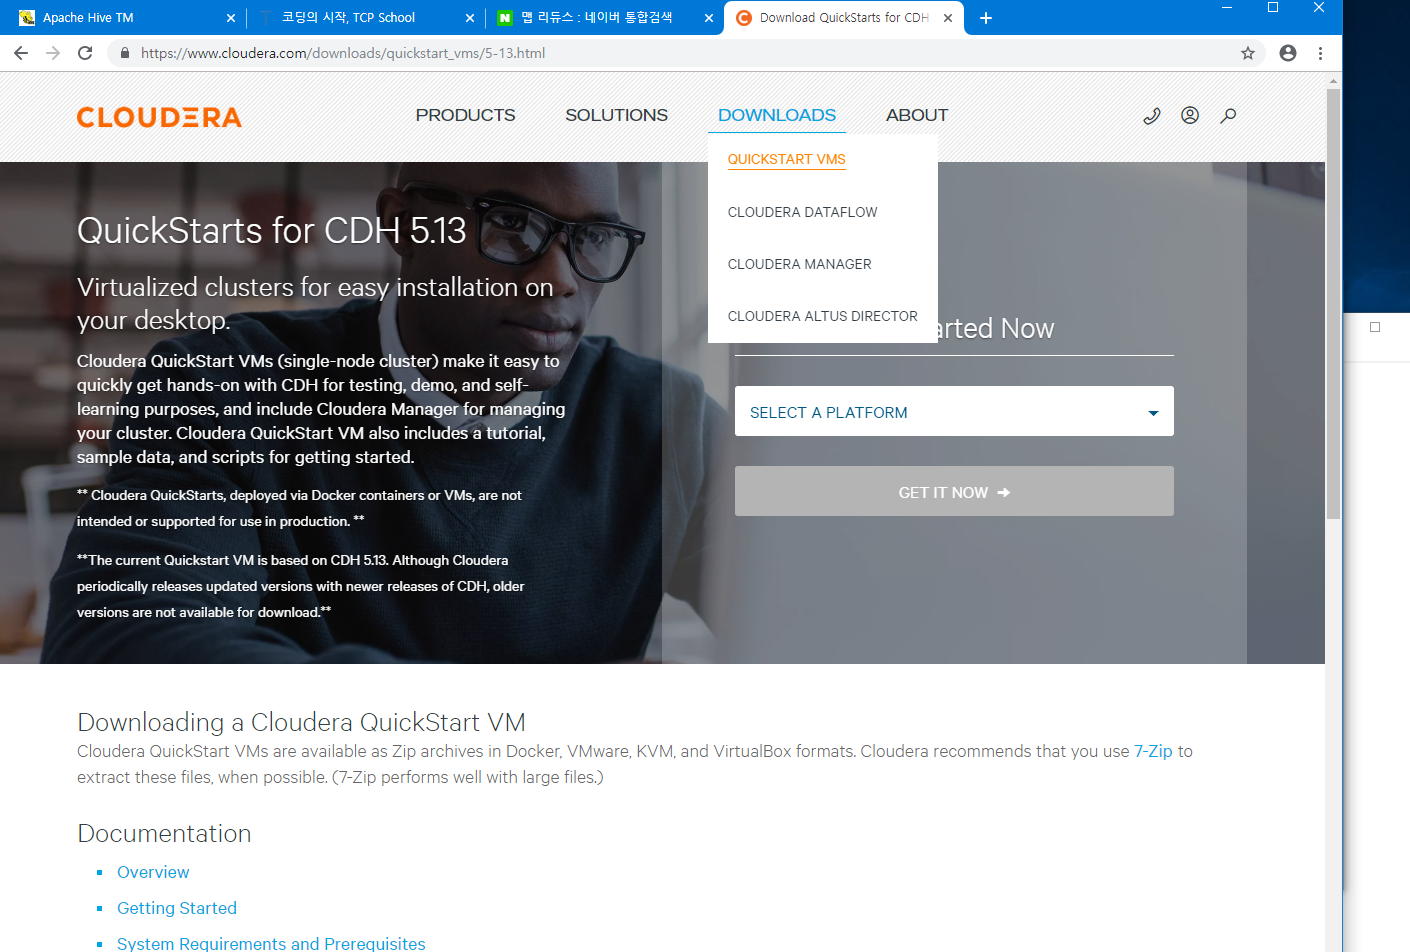 Apache Hive TM
코딩의 시작, TCP School
맵 리듀스 : 네이버 통합검색
Download QuickStarts for CDH
https://www.cloudera.com/downloads/quickstart_vms/5-13.html
CLOUDERA
PRODUCTS
SOLUTIONS
DOWNLOADS
ABOUT
QUICKSTART VMS
CLOUDERA DATAFLOW
CLOUDERA MANAGER
CLOUDERA ALTUS DIRECTOR
QuickStarts for CDH 5.13
Virtualized clusters for easy installation on
your desktop.
Cloudera QuickStart VMs (single-node cluster) make it easy to
quickly get hands-on with CDH for testing, demo, and self-
learning purposes, and include Cloudera Manager for managing
your cluster. Cloudera QuickStart VM also includes a tutorial,
sample data, and scripts for getting started.
** Cloudera QuickStarts, deployed via Docker containers or VMs, are not
intended or supported for use in production. **
**The current Quickstart VM is based on CDH 5.13. Although Cloudera
periodically releases updated versions with newer releases of CDH, older
versions are not available for download.**
arted Now
SELECT A PLATFORM
GET IT NOW
Downloading a Cloudera QuickStart VM
Cloudera QuickStart VMs are available as Zip archives in Docker, VMware, KVM, and VirtualBox formats. Cloudera recommends that you use 7-Zip to
extract these files, when possible. (7-Zip performs well with large files.)
Documentation
Overview
Getting Started
System Requirements and Prerequisites